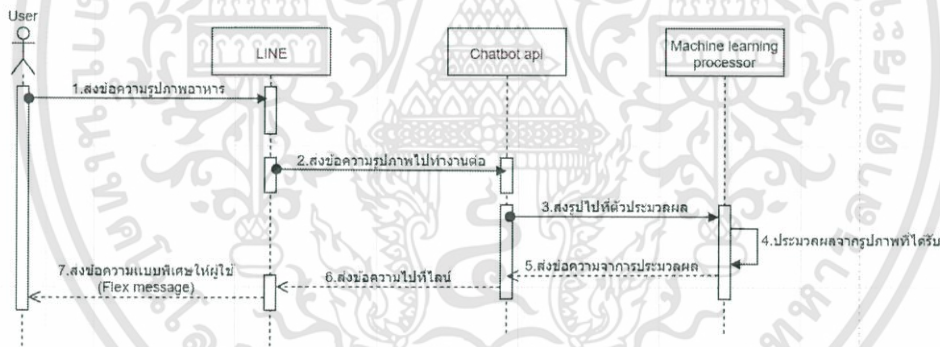 User
LINE
Chatbot api
Machine learning
processor
1.ส่งข้อความรูปภาพอาหาร
2.ส่งข้อความรูปภาพไปทำงานต่อ
3.ส่งรูปไปที่ตัวประมวลผล
4.ประมวลผลจากรูปภาพที่ได้รับ
5.ส่งข้อความจากการประมวลผล
6.ส่งข้อความไปที่ไลน์
7.ส่งข้อความแบบพิเศษให้ผู้ใช้
(Flex message)